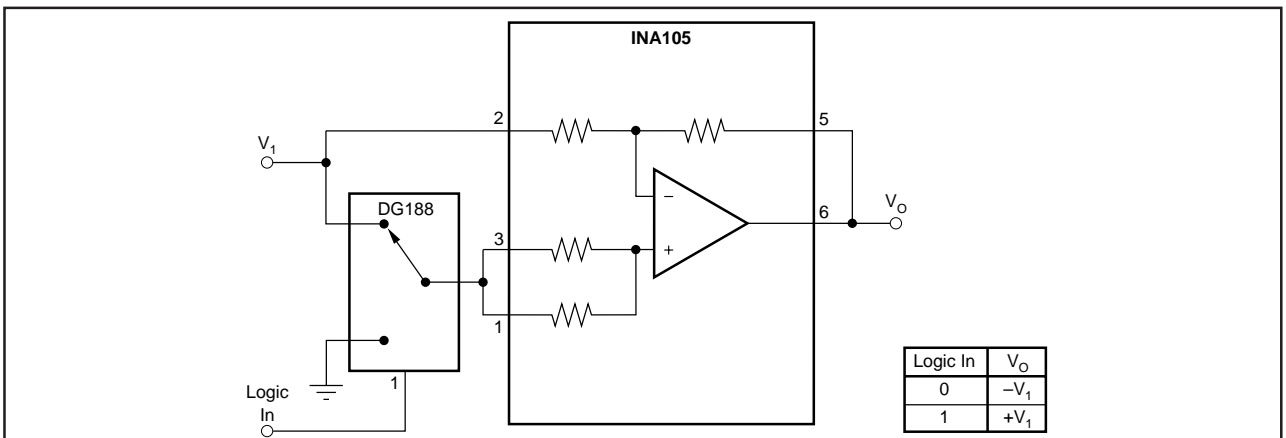 INA105
2
5
V1
DG188
−
6
VO
3
+
1
1
Logic
In
Logic In VO
0 –V1
1 +V1